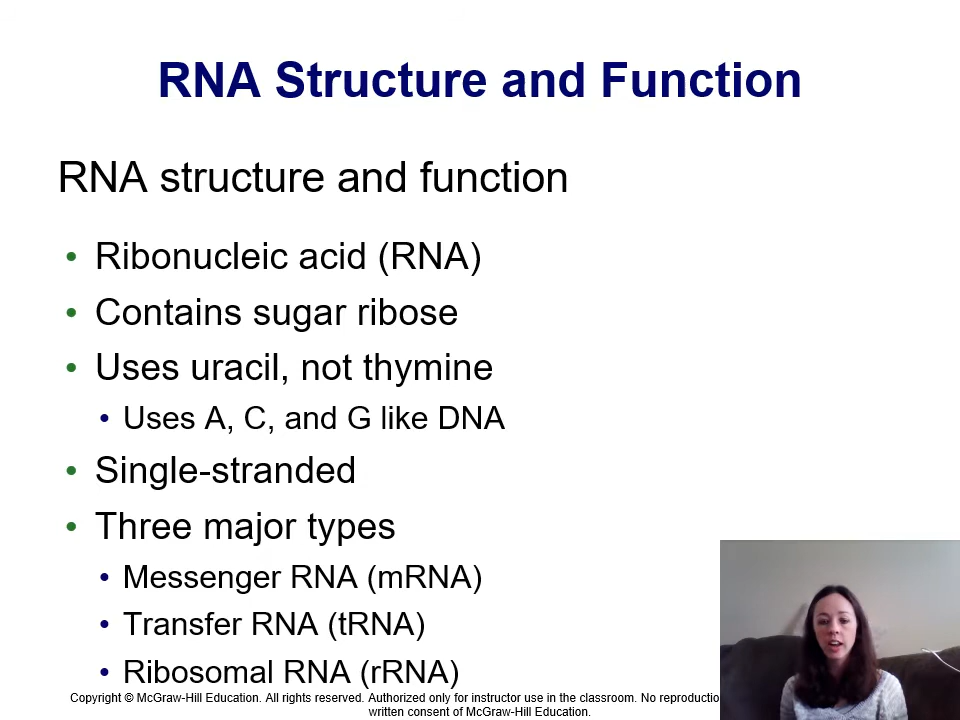 RNA Structure and Function
RNA structure and function
• Ribonucleic acid (RNA)
• Contains sugar ribose
• Uses uracil, not thymine
• Uses A, C, and G like DNA
• Single-stranded
• Three major types
• Messenger RNA (mRNA)
• Transfer RNA (tRNA)
• Ribosomal RNA (rRNA)
Copyright © McGraw-Hill Education. All rights reserved. Authorized only for instructor use in the classroom. No reproductio
written consent of McGraw-Hill Education.